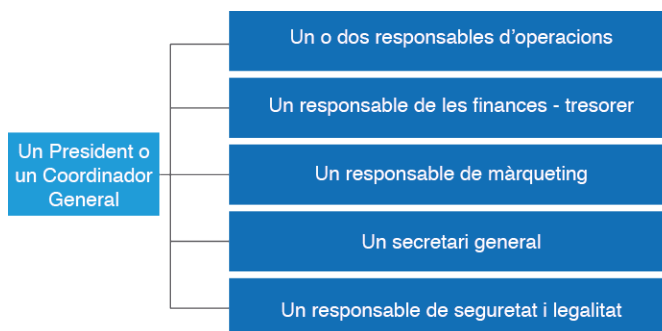 Un o dos responsables d'operacions
Un responsable de les finances - tresorer
Un President o
un Coordinador
General
Un responsable de màrqueting
Un secretari general
Un responsable de seguretat i legalitat